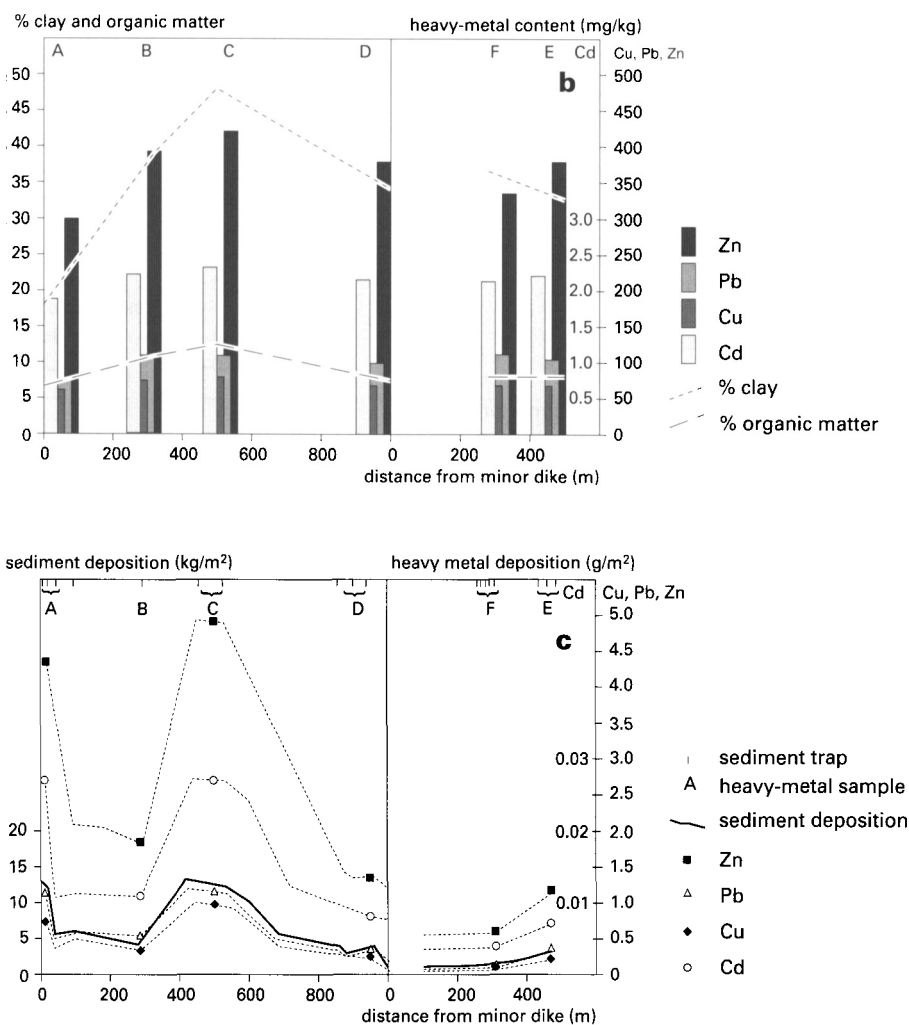 % clay and organic matter
heavy-metal content (mg/kg)
A B C D F E Cd Cu, Pb, Zn
b
50 500
45 450
40 400
35 350
30 3.0 300
25 2.5 250
20 2.0 200
15 1.5 150
10 1.0 100
5 0.5 50
0 0
0 200 400 600 800 0 200 400
distance from minor dike (m)
Zn
Pb
Cu
Cd
% clay
% organic matter
sediment deposition (kg/m²)
heavy metal deposition (g/m²)
A B C D F E Cd Cu, Pb, Zn
c
5.0
4.5
4.0
3.5
0.03 3.0
2.5
20 0.02 2.0
15 1.5
10 0.01 1.0
5 0.5
0 0
0 200 400 600 800 0 200 400
distance from minor dike (m)
sediment trap
A heavy-metal sample
sediment deposition
Zn
Pb
Cu
Cd